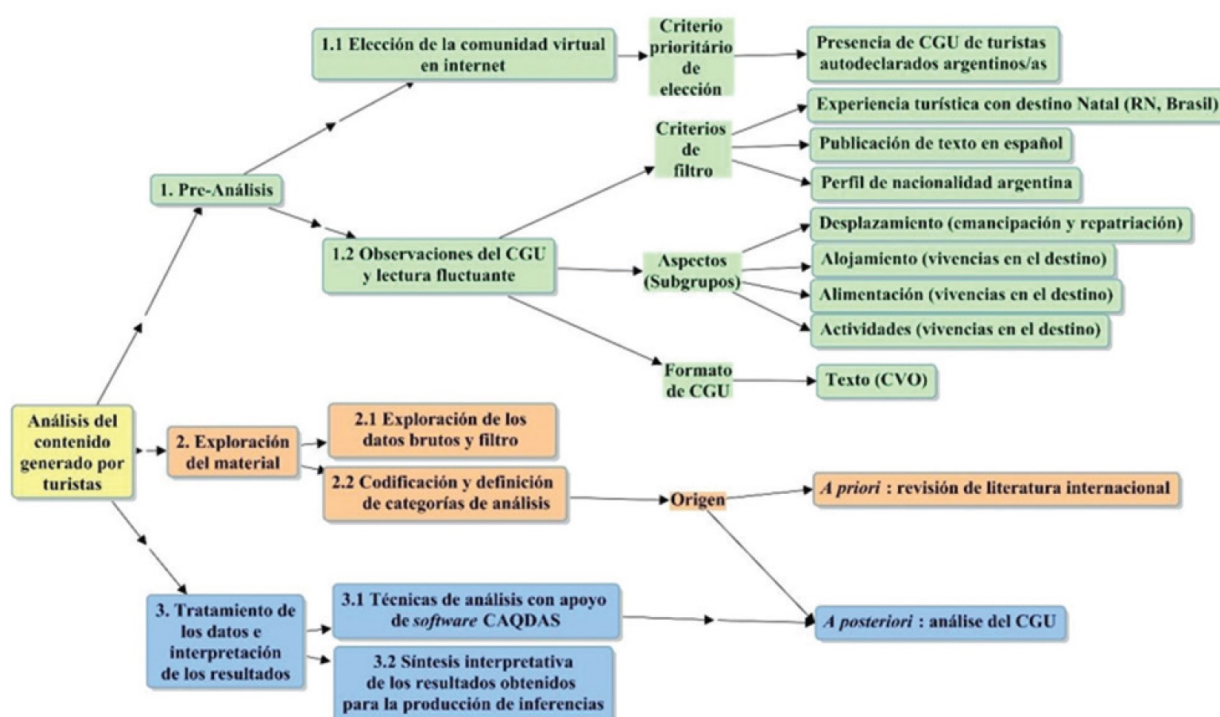 1.1 Elección de la comunidad virtual
en internet
Criterio
prioritário
de
elección
Presencia de CGU de turistas
autodeclarados argentinos/as
1. Pre-Análisis
1.2 Observaciones del CGU
y lectura fluctuante
Criterios
de
filtro
Experiencia turística con destino Natal (RN, Brasil)
Publicación de texto en español
Perfil de nacionalidad argentina
Aspectos
(Subgrupos)
Desplazamiento (emancipación y repatriación)
Alojamiento (vivencias en el destino)
Alimentación (vivencias en el destino)
Actividades (vivencias en el destino)
Formato
de CGU
Texto (CVO)
Análisis del
contenido
generado por
turistas
2. Exploración
del material
2.1 Exploración de los
datos brutos y filtro
2.2 Codificación y definición
de categorías de análisis
Origen
A priori : revisión de literatura internacional
3. Tratamiento de
los datos e
interpretación
de los resultados
3.1 Técnicas de análisis con apoyo
de software CAQDAS
A posteriori : análise del CGU
3.2 Síntesis interpretativa
de los resultados obtenidos
para la producción de inferencias